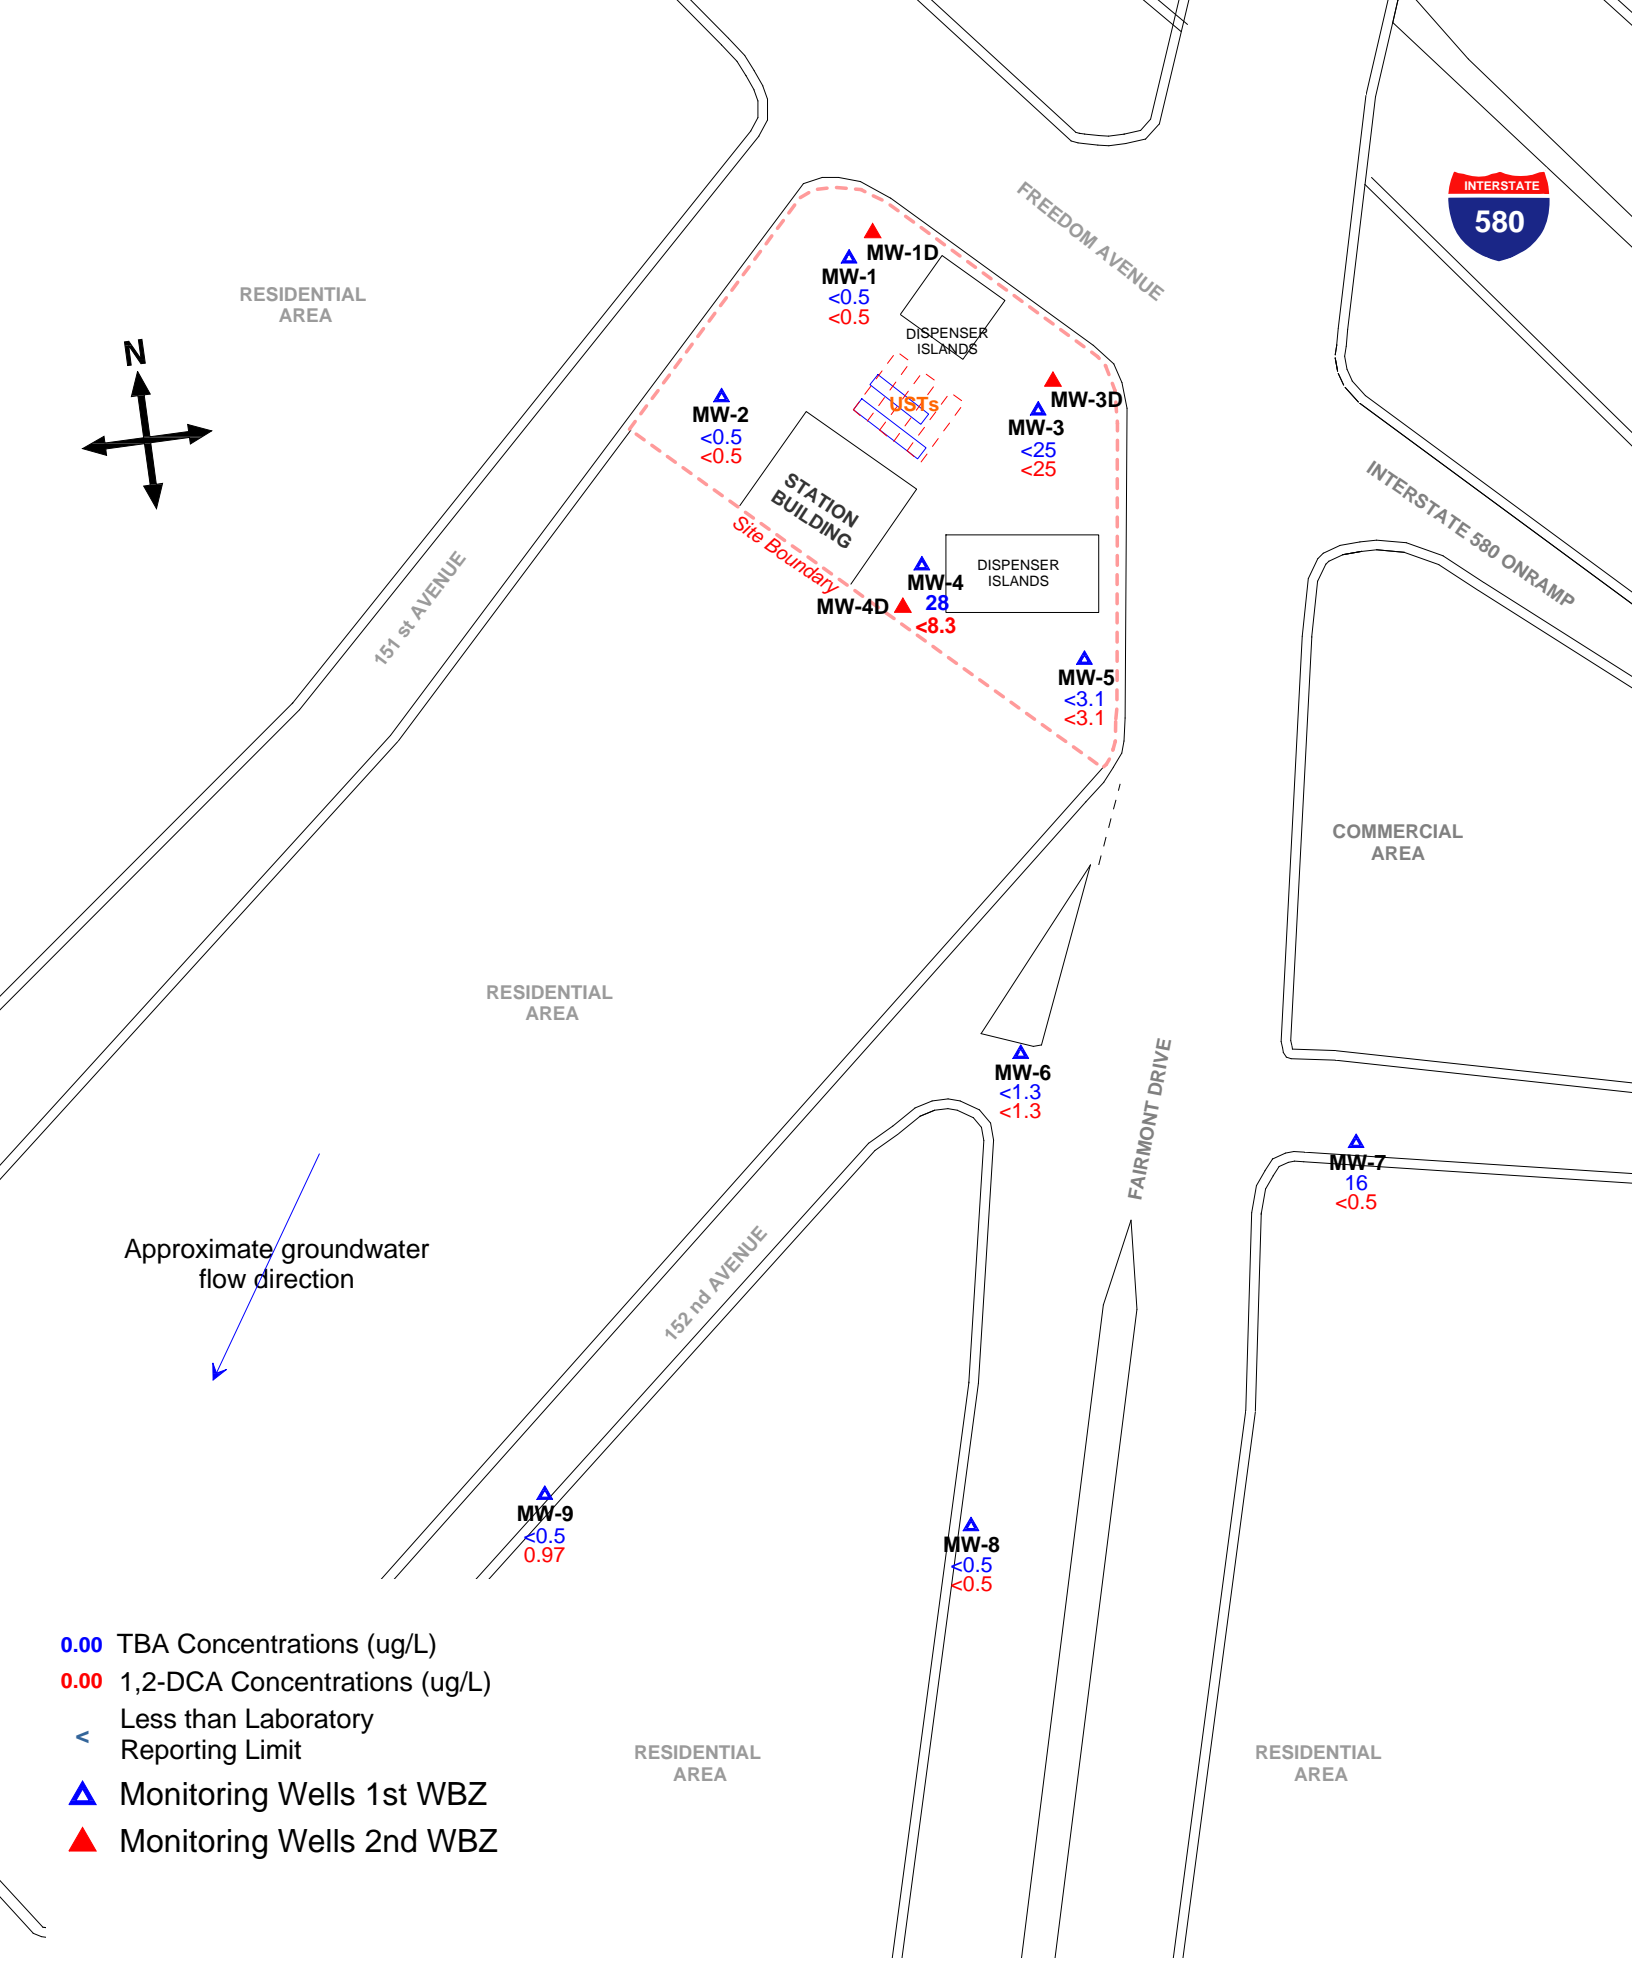 INTERSTATE
580
FREEDOM AVENUE
MW-1D
MW-1
<0.5
<0.5
RESIDENTIAL
AREA
DISPENSER
ISLANDS
N
USTs
MW-3D
MW-3
<25
<25
MW-2
<0.5
<0.5
STATION
BUILDING
Site Boundary
INTERSTATE 580 ONRAMP
DISPENSER
ISLANDS
MW-4
28
<8.3
MW-4D
151 st AVENUE
MW-5
<3.1
<3.1
COMMERCIAL
AREA
RESIDENTIAL
AREA
MW-6
<1.3
<1.3
FAIRMONT DRIVE
MW-7
16
<0.5
Approximate groundwater
flow direction
152 nd AVENUE
MW-9
<0.5
0.97
MW-8
<0.5
<0.5
0.00 TBA Concentrations (ug/L)
0.00 1,2-DCA Concentrations (ug/L)
< Less than Laboratory
Reporting Limit
Monitoring Wells 1st WBZ
Monitoring Wells 2nd WBZ
RESIDENTIAL
AREA
RESIDENTIAL
AREA